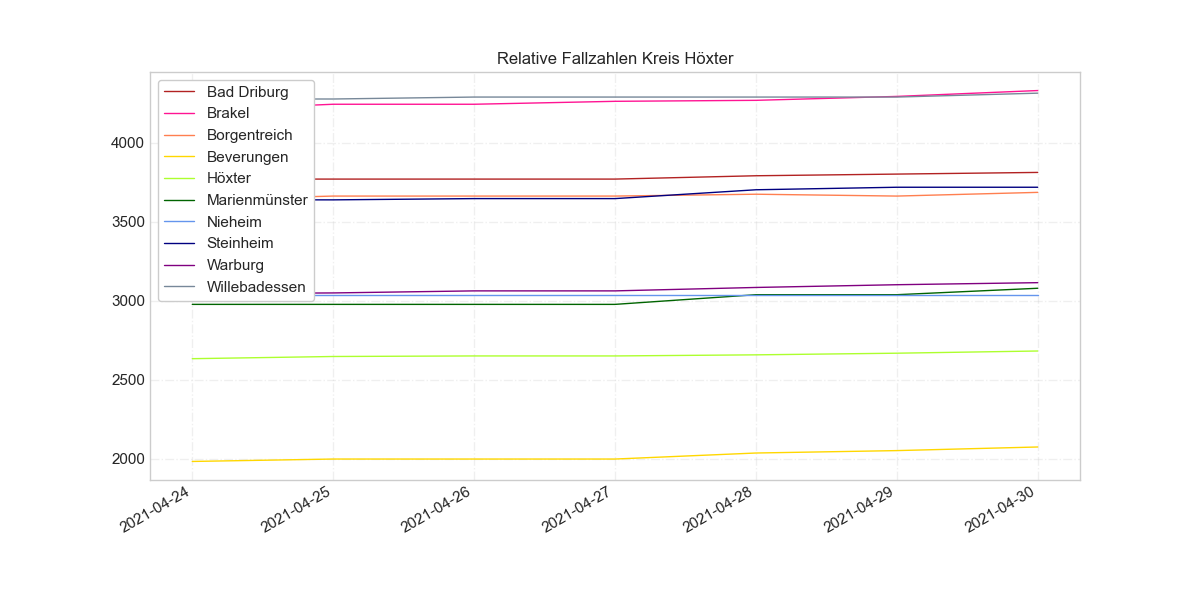 Relative Fallzahlen Kreis Höxter
Bad Driburg
Brakel
Borgentreich
Beverungen
Höxter
Marienmünster
Nieheim
Steinheim
Warburg
Willebadessen
4000
3500
3000
2500
2000
2021-04-24
2021-04-25
2021-04-26
2021-04-27
2021-04-28
2021-04-29
2021-04-30